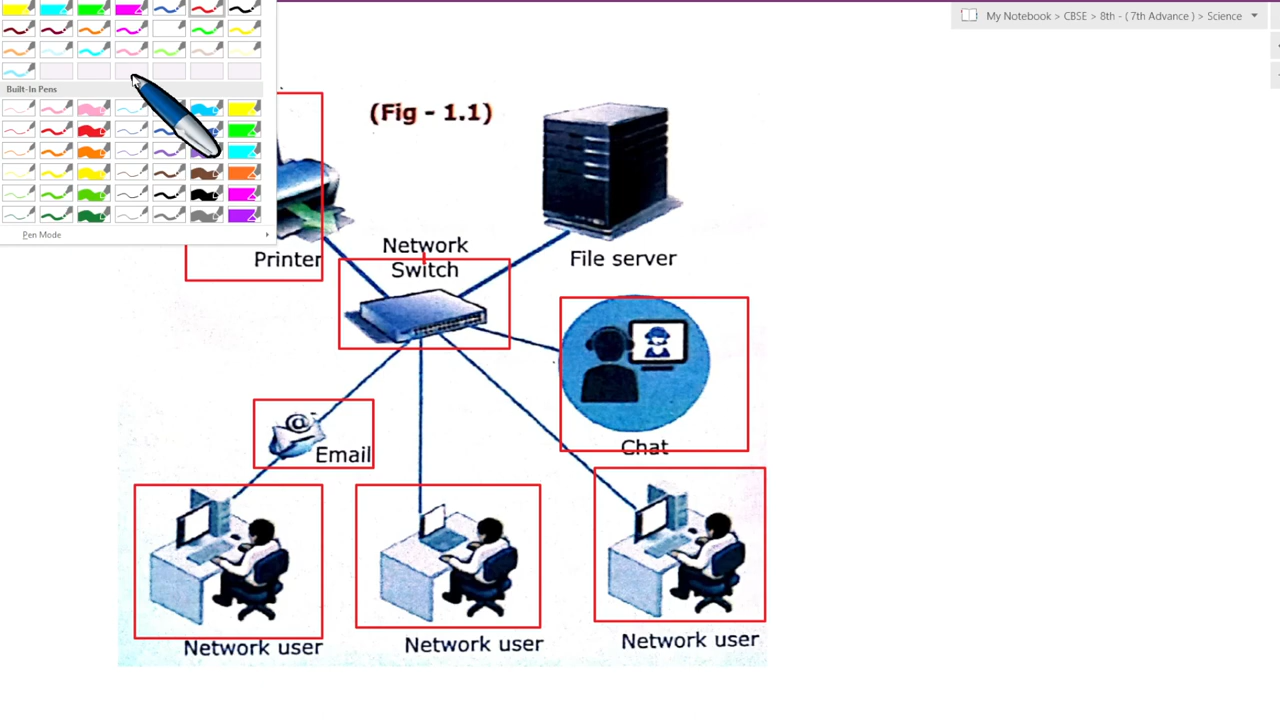 My Notebook > CBSE > 8th - ( 7th Advance ) > Science
Built-In Pens
Pen Mode
(Fig - 1.1)
Printer
Network
Switch
File server
@
Email
Chat
Network user
Network user
Network user